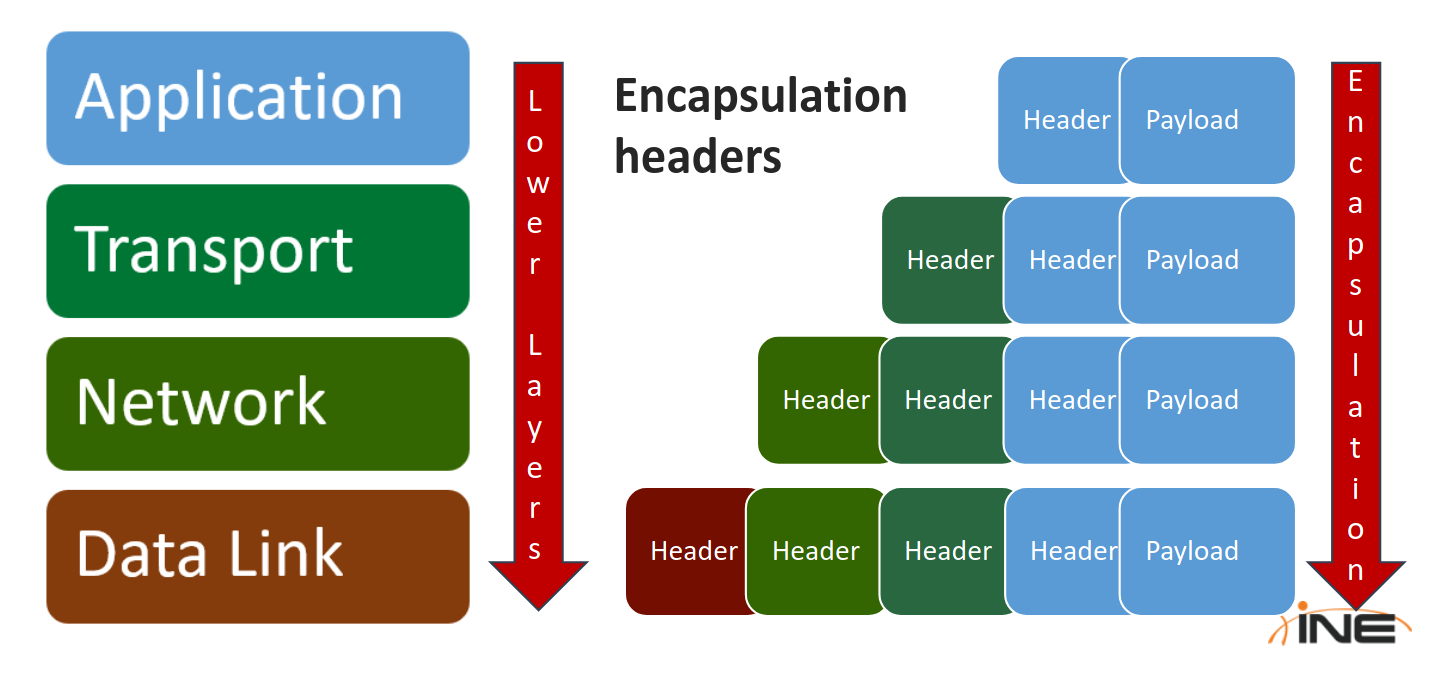 Application
Transport
Network
Data Link
Lower Layers
Encapsulation
headers
Header Payload
Header Header Payload
Header Header Header Payload
Header Header Header Header Payload
Encapsulation
iNE